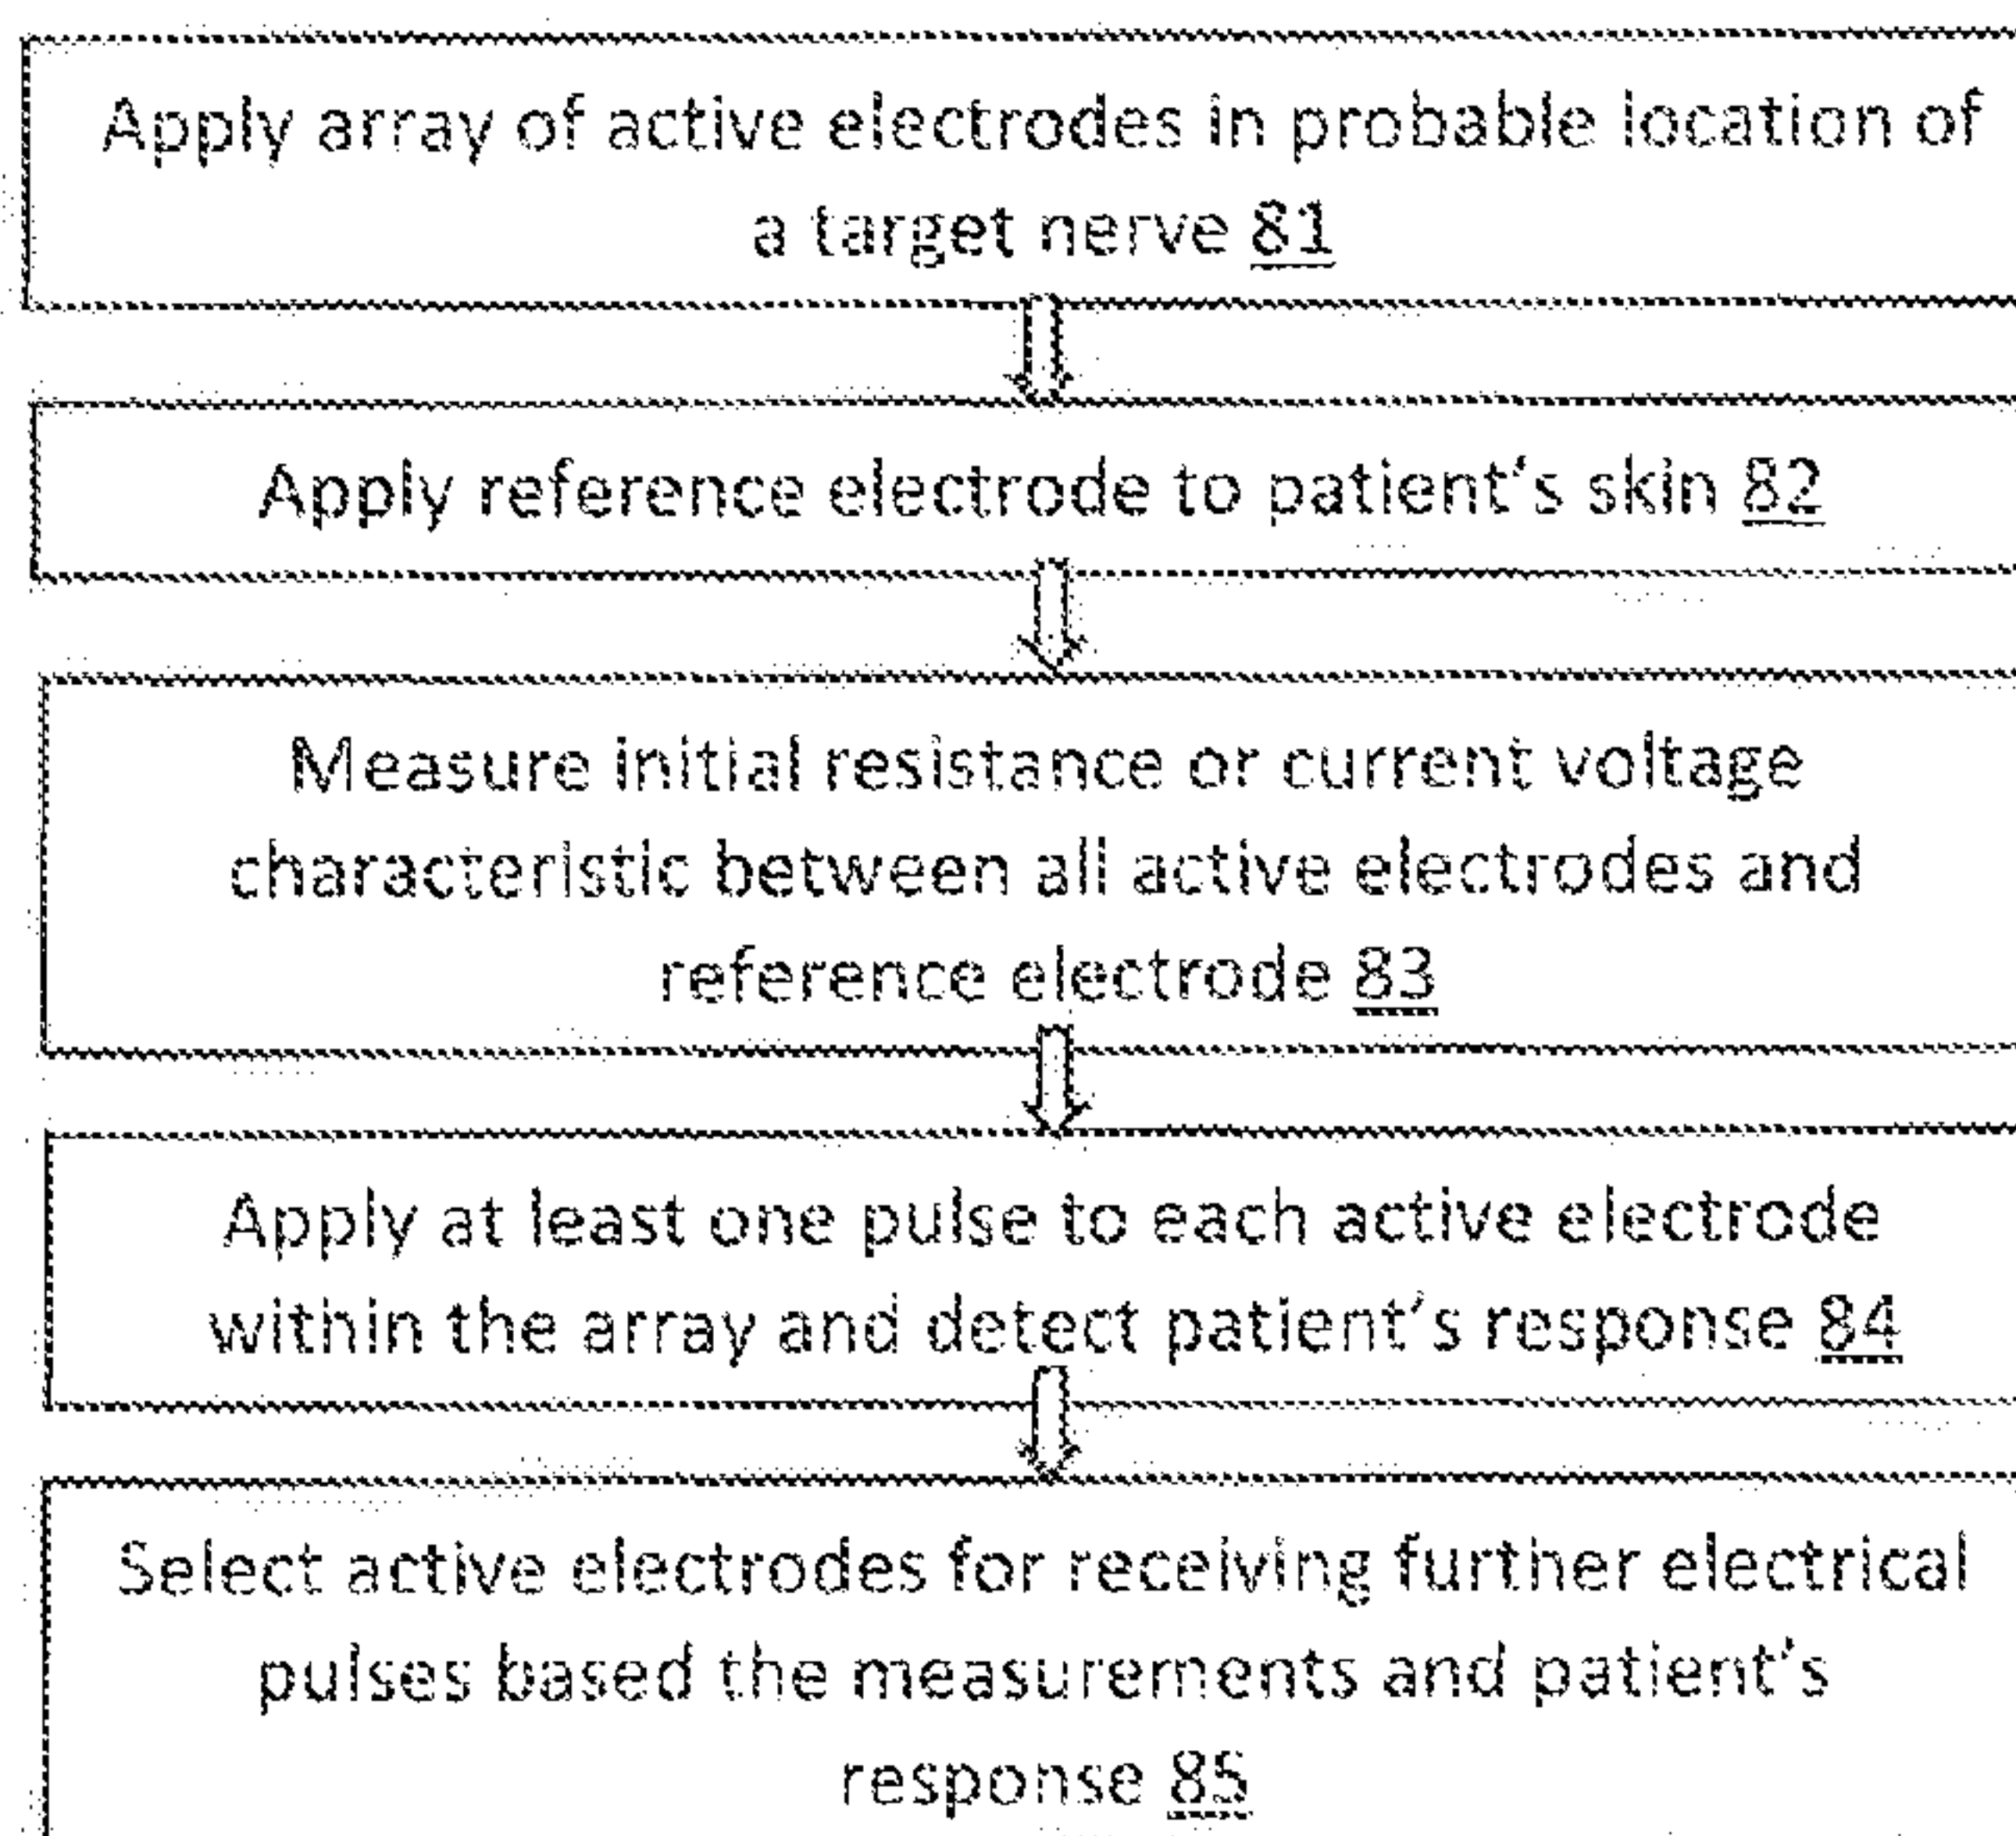 Apply array of active electrodes in probable location of
a target nerve 81
Apply reference electrode to patient's skin 82
Measure initial resistance or current voltage
characteristic between all active electrodes and
reference electrode 83
Apply at least one pulse to each active electrode
within the array and detect patient's response 84
Select active electrodes for receiving further electrical
pulses based the measurements and patient's
response 85